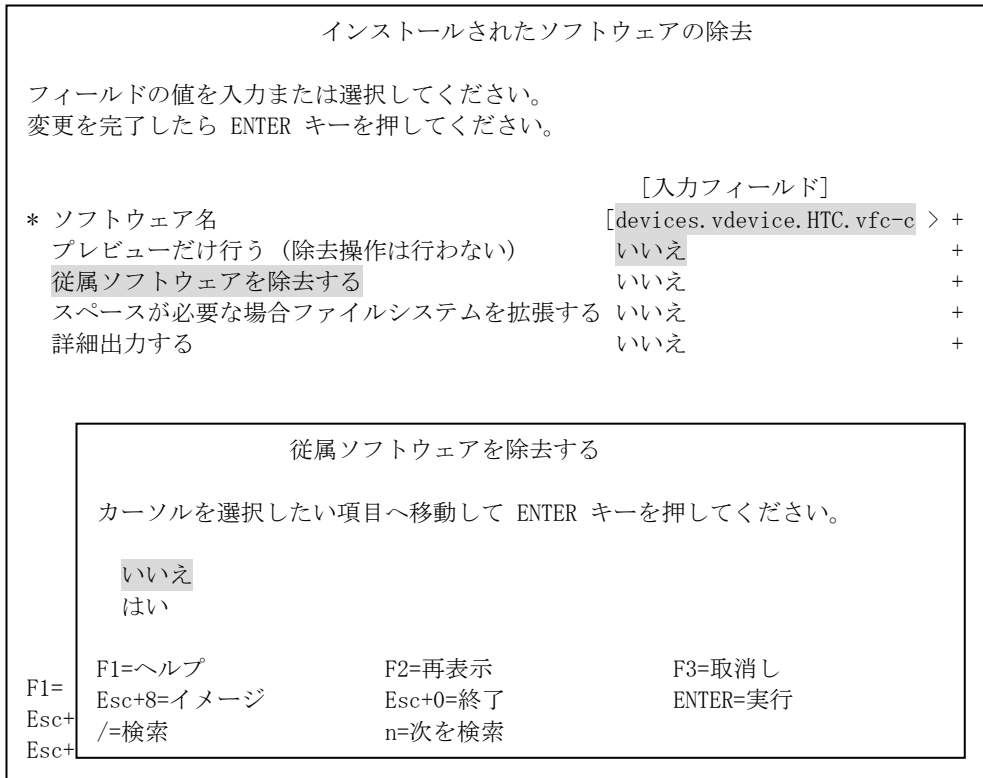 インストールされたソフトウェアの除去
フィールドの値を入力または選択してください。
変更を完了したら ENTER キーを押してください。
[入力フィールド]
* ソフトウェア名 [devices.vdevice.HTC.vfc-c > +
プレビューだけ行う (除去操作は行わない) いいえ +
従属ソフトウェアを除去する いいえ +
スペースが必要な場合ファイルシステムを拡張する いいえ +
詳細出力する いいえ +
従属ソフトウェアを除去する
カーソルを選択したい項目へ移動して ENTER キーを押してください。
いいえ
はい
F1=ヘルプ F2=再表示 F3=取消し
Esc+8=イメージ Esc+0=終了 ENTER=実行
/=検索 n=次を検索
F1=
Esc+
Esc+